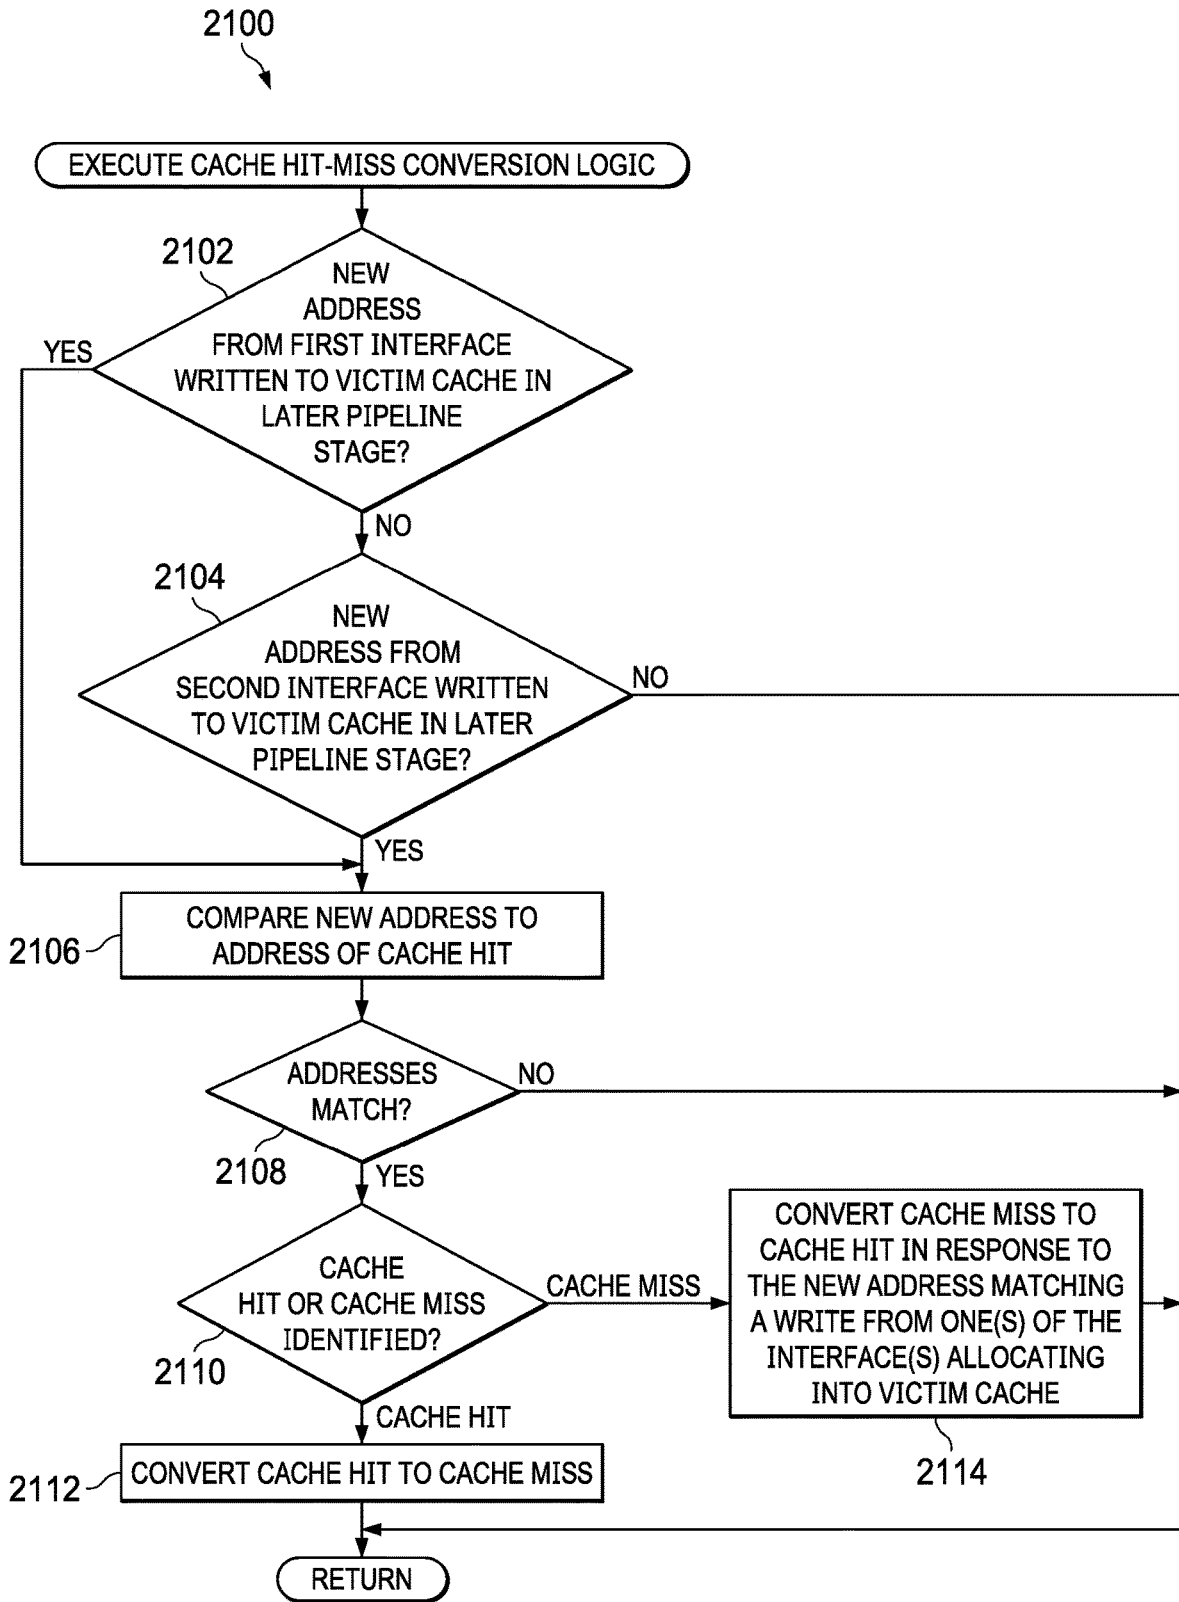 2100
EXECUTE CACHE HIT-MISS CONVERSION LOGIC
2102
NEW
ADDRESS
FROM FIRST INTERFACE
WRITTEN TO VICTIM CACHE IN
LATER PIPELINE
STAGE?
YES
NO
2104
NEW
ADDRESS FROM
SECOND INTERFACE WRITTEN
TO VICTIM CACHE IN LATER
PIPELINE STAGE?
NO
YES
2106
COMPARE NEW ADDRESS TO
ADDRESS OF CACHE HIT
ADDRESSES
MATCH?
NO
2108
YES
CACHE
HIT OR CACHE MISS
IDENTIFIED?
2110
CACHE MISS
CONVERT CACHE MISS TO
CACHE HIT IN RESPONSE TO
THE NEW ADDRESS MATCHING
A WRITE FROM ONE(S) OF THE
INTERFACE(S) ALLOCATING
INTO VICTIM CACHE
2114
CACHE HIT
2112
CONVERT CACHE HIT TO CACHE MISS
RETURN